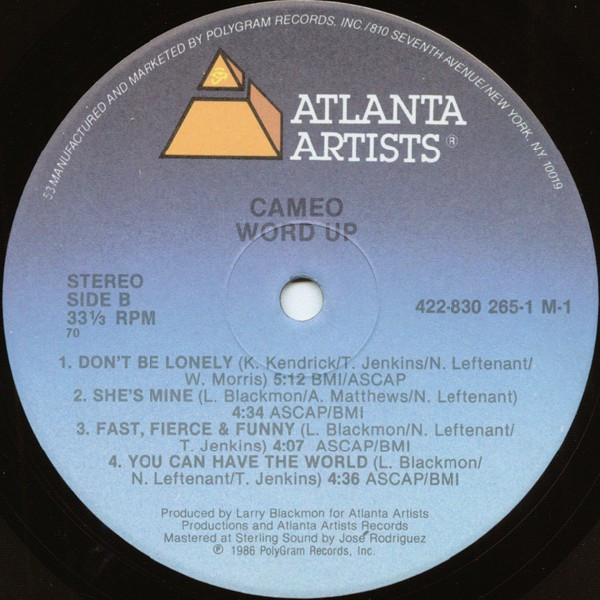 53 MANUFACTURED AND MARKETED BY POLYGRAM RECORDS, INC./810 SEVENTH AVENUE/NEW YORK, NY 10019
ATLANTA
ARTISTS®
CAMEO
WORD UP
STEREO
SIDE B
33⅓ RPM
70
422-830 265-1 M-1
1. DON'T BE LONELY (K. Kendrick/T. Jenkins/N. Leftenant/
W. Morris) 5:12 BMI/ASCAP
2. SHE'S MINE (L. Blackmon/A. Matthews/N. Leftenant)
4:34 ASCAP/BMI
3. FAST, FIERCE & FUNNY (L. Blackmon/N. Leftenant/
T. Jenkins) 4:07 ASCAP/BMI
4. YOU CAN HAVE THE WORLD (L. Blackmon/
N. Leftenant/T. Jenkins) 4:36 ASCAP/BMI
Produced by Larry Blackmon for Atlanta Artists
Productions and Atlanta Artists Records
Mastered at Sterling Sound by José Rodriguez
℗ 1986 PolyGram Records, Inc.